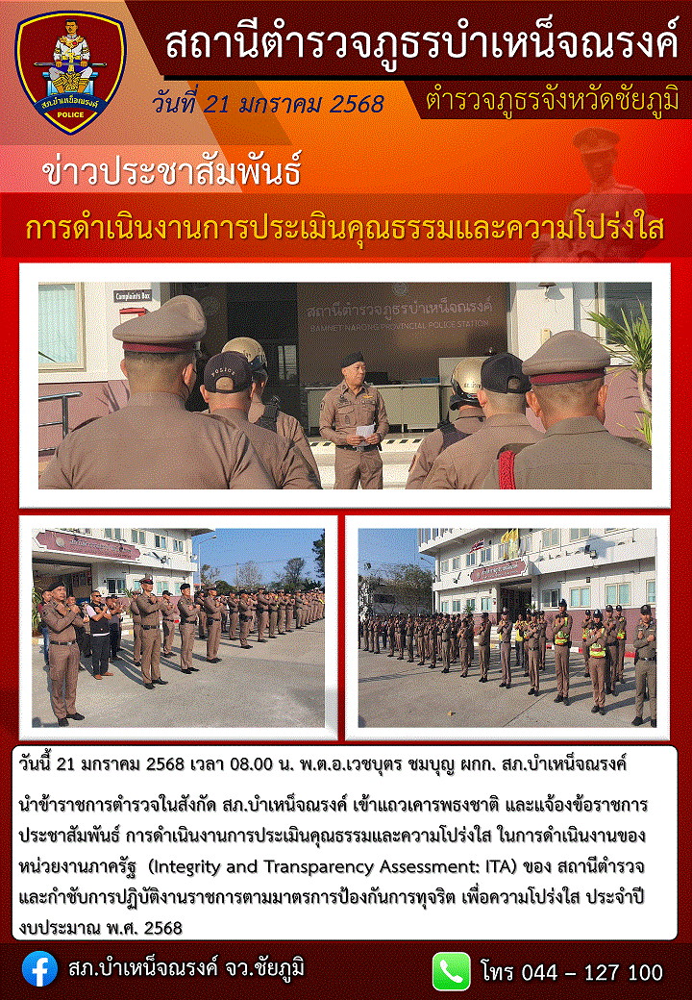 สถานีตำรวจภูธรบำเหน็จณรงค์
วันที่ 21 มกราคม 2568
ตำรวจภูธรจังหวัดชัยภูมิ
สภ.บำเหน็จณรงค์
POLICE
ข่าวประชาสัมพันธ์
การดำเนินงานการประเมินคุณธรรมและความโปร่งใส
Complaints Box
สถานีตำรวจภูธรบำเหน็จณรงค์
BAMNET NARONG PROVINCIAL POLICE STATION
POLICE
วันนี้ 21 มกราคม 2568 เวลา 08.00 น. พ.ต.อ.เวชบุตร ชมบุญ ผกก. สภ.บำเหน็จณรงค์
นำข้าราชการตำรวจในสังกัด สภ.บำเหน็จณรงค์ เข้าแถวเคารพธงชาติ และแจ้องข้อราชการ
ประชาสัมพันธ์ การดำเนินงานการประเมินคุณธรรมและความโปร่งใส ในการดำเนินงานของ
หน่วยงานภาครัฐ (Integrity and Transparency Assessment: ITA) ของ สถานีตำรวจ
และกำชับการปฏิบัติงานราชการตามมาตรการป้องกันการทุจริต เพื่อความโปร่งใส ประจำปี
งบประมาณ พ.ศ. 2568
สภ.บำเหน็จณรงค์ จว.ชัยภูมิ
โทร 044 – 127 100